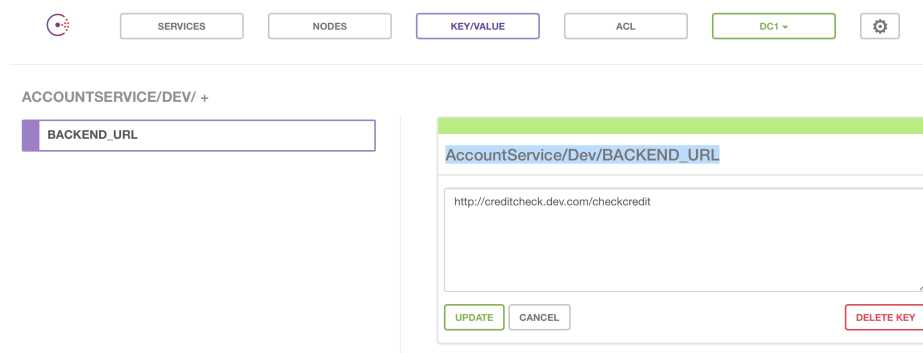 SERVICES NODES KEY/VALUE ACL DC1
ACCOUNTSERVICE/DEV/ +
BACKEND_URL
AccountService/Dev/BACKEND_URL
http://creditcheck.dev.com/checkcredit
UPDATE CANCEL DELETE KEY